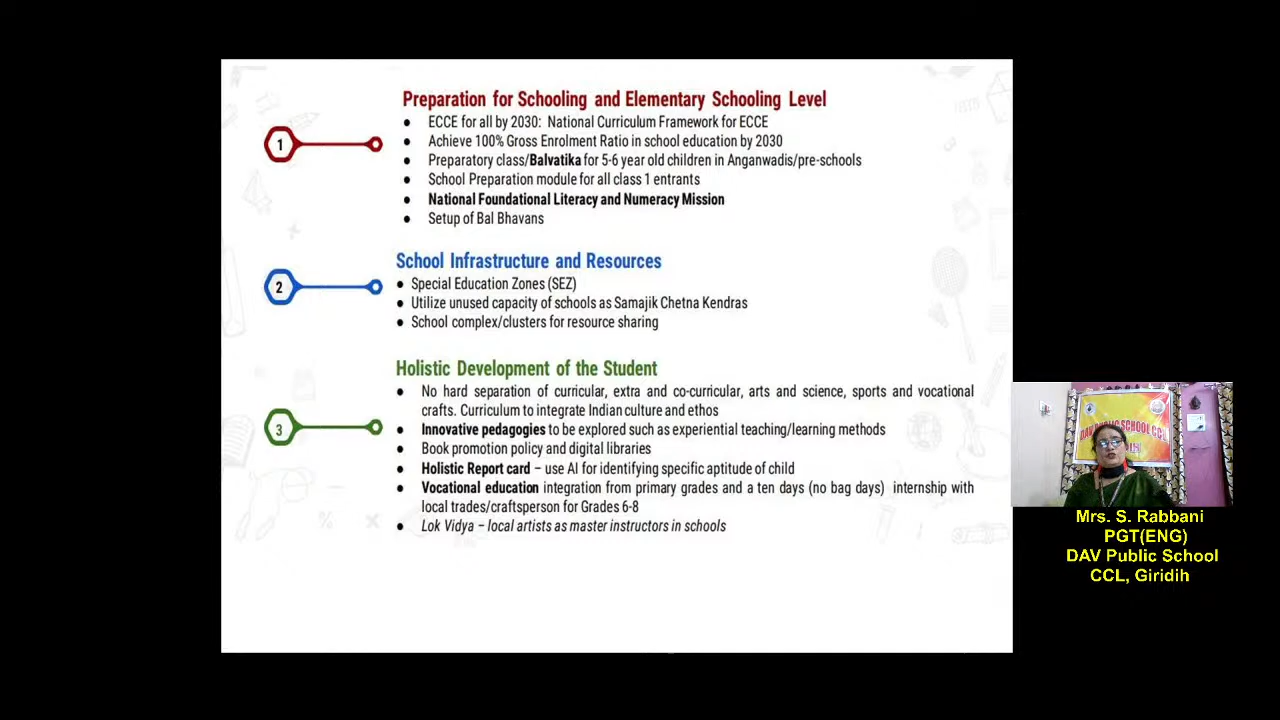 1
Preparation for Schooling and Elementary Schooling Level
● ECCE for all by 2030: National Curriculum Framework for ECCE
● Achieve 100% Gross Enrolment Ratio in school education by 2030
● Preparatory class/Balvatika for 5-6 year old children in Anganwadis/pre-schools
● School Preparation module for all class 1 entrants
● National Foundational Literacy and Numeracy Mission
● Setup of Bal Bhavans
2
School Infrastructure and Resources
● Special Education Zones (SEZ)
● Utilize unused capacity of schools as Samajik Chetna Kendras
● School complex/clusters for resource sharing
3
Holistic Development of the Student
● No hard separation of curricular, extra and co-curricular, arts and science, sports and vocational
crafts. Curriculum to integrate Indian culture and ethos
● Innovative pedagogies to be explored such as experiential teaching/learning methods
● Book promotion policy and digital libraries
● Holistic Report card – use AI for identifying specific aptitude of child
● Vocational education integration from primary grades and a ten days (no bag days) internship with
local trades/craftsperson for Grades 6-8
● Lok Vidya – local artists as master instructors in schools
DAV PUBLIC SCHOOL CCL
Mrs. S. Rabbani
PGT(ENG)
DAV Public School
CCL, Giridih